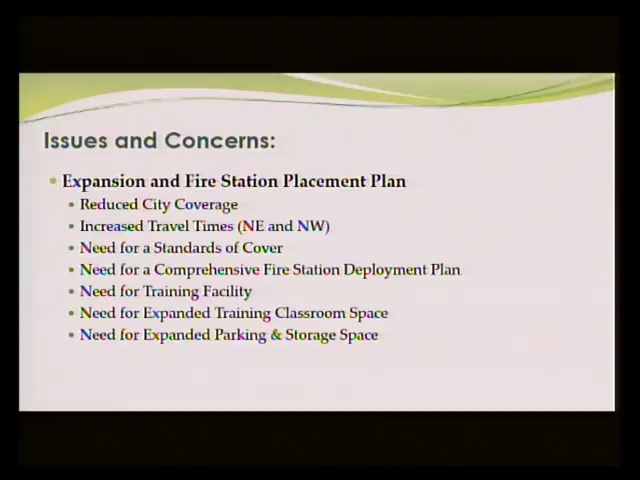 Issues and Concerns:
Expansion and Fire Station Placement Plan
Reduced City Coverage
Increased Travel Times (NE and NW)
Need for a Standards of Cover
Need for a Comprehensive Fire Station Deployment Plan
Need for Training Facility
Need for Expanded Training Classroom Space
Need for Expanded Parking & Storage Space